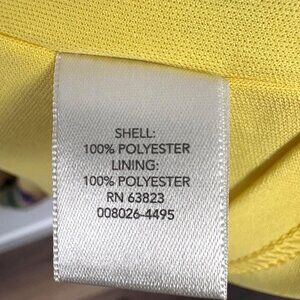 SHELL:
100% POLYESTER
LINING:
100% POLYESTER
RN 63823
008026-4495